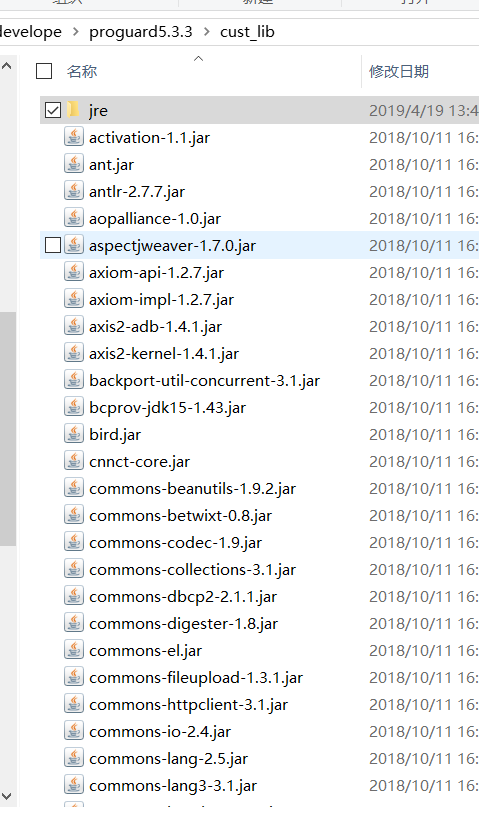 develope > proguard5.3.3 > cust_lib
名称 修改日期
jre 2019/4/19 13:4
activation-1.1.jar 2018/10/11 16:
ant.jar 2018/10/11 16:
antlr-2.7.7.jar 2018/10/11 16:
aopalliance-1.0.jar 2018/10/11 16:
aspectjweaver-1.7.0.jar 2018/10/11 16:
axiom-api-1.2.7.jar 2018/10/11 16:
axiom-impl-1.2.7.jar 2018/10/11 16:
axis2-adb-1.4.1.jar 2018/10/11 16:
axis2-kernel-1.4.1.jar 2018/10/11 16:
backport-util-concurrent-3.1.jar 2018/10/11 16:
bcprov-jdk15-1.43.jar 2018/10/11 16:
bird.jar 2018/10/11 16:
cnnct-core.jar 2018/10/11 16:
commons-beanutils-1.9.2.jar 2018/10/11 16:
commons-betwixt-0.8.jar 2018/10/11 16:
commons-codec-1.9.jar 2018/10/11 16:
commons-collections-3.1.jar 2018/10/11 16:
commons-dbcp2-2.1.1.jar 2018/10/11 16:
commons-digester-1.8.jar 2018/10/11 16:
commons-el.jar 2018/10/11 16:
commons-fileupload-1.3.1.jar 2018/10/11 16:
commons-httpclient-3.1.jar 2018/10/11 16:
commons-io-2.4.jar 2018/10/11 16:
commons-lang-2.5.jar 2018/10/11 16:
commons-lang3-3.1.jar 2018/10/11 16: